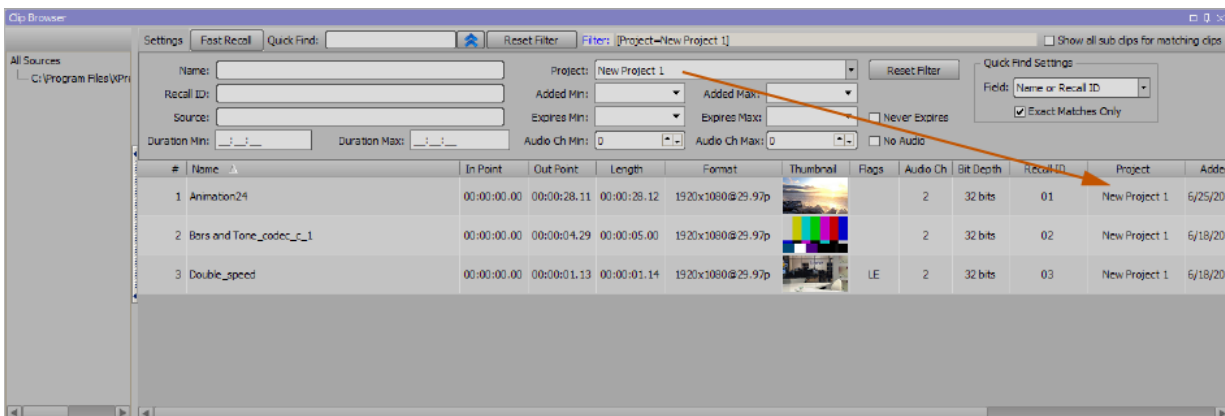 Clip Browser
Settings Fast Recall Quick Find: Reset Filter Filter: [Project=New Project 1] Show all sub clips for matching clips
All Sources
C:\Program Files\XPr
Name: Project: New Project 1 Reset Filter Quick Find Settings
Recall ID: Added Min: Added Max: Field: Name or Recall ID
Source: Expires Min: Expires Max: Never Expires Exact Matches Only
Duration Min: __:__:__ Duration Max: __:__:__ Audio Ch Min: 0 Audio Ch Max: 0 No Audio
# Name In Point Out Point Length Format Thumbnail Flags Audio Ch Bit Depth Recall ID Project Adde
1 Animation24 00:00:00.00 00:00:28.11 00:00:28.12 1920x1080@29.97p 2 32 bits 01 New Project 1 6/25/20
2 Bars and Tone_codec_c_1 00:00:00.00 00:00:04.29 00:00:05.00 1920x1080@29.97p 2 32 bits 02 New Project 1 6/18/20
3 Double_speed 00:00:00.00 00:00:01.13 00:00:01.14 1920x1080@29.97p LE 2 32 bits 03 New Project 1 6/18/20